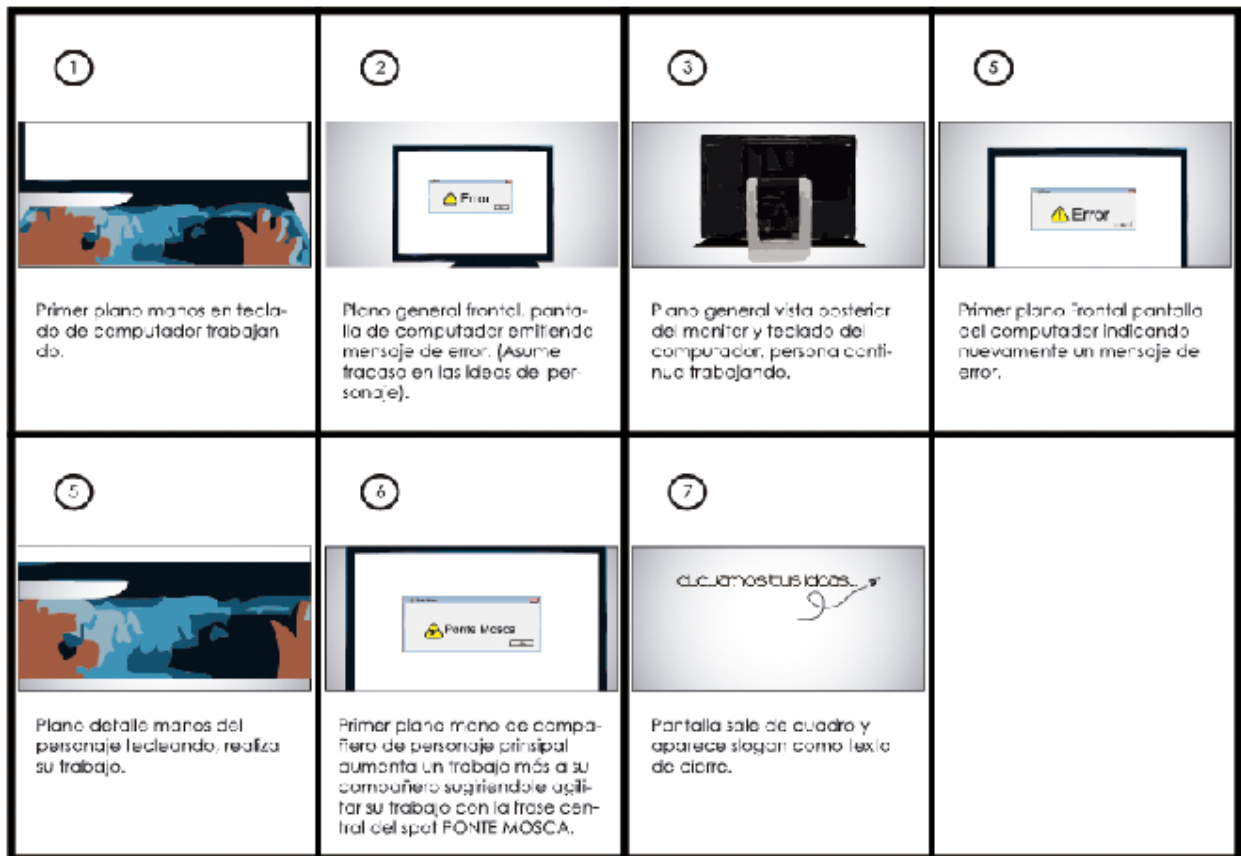 1
2
3
5
Error
Error
Primer plano manos en tecla-
do de computador trabajan
do.
Plano general frontal, panta-
lla de computador emitiendo
mensaje de error. (Asume
fracaso en las ideas del per-
sonaje).
Plano general vista posterior
del monitor y teclado del
computador, persona conti-
nua trabajando.
Primer plano Frontal pantalla
del computador indicando
nuevamente un mensaje de
error.
5
6
7
Ponte Mosca
tus ideas...
Plano detalle manos del
personaje tecleando, realiza
su trabajo.
Primer plano mano de compa-
ñero de personaje prinsipal
aumenta un trabajo más a su
compañero sugiriendole agili-
tar su trabajo con la frase cen-
tral del spot PONTE MOSCA.
Pantalla sale de cuadro y
aparece slogan como texto
de cierre.